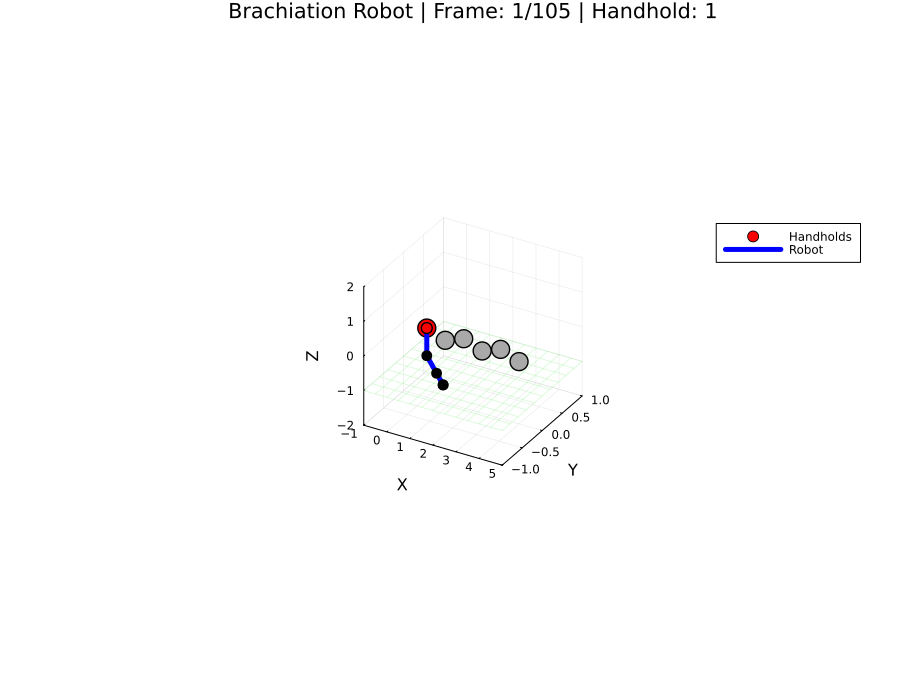 Brachiation Robot | Frame: 1/105 | Handhold: 1
Handholds
Robot
2
1
0
−1
−2
Z
−1
0
1
2
3
4
5
X
−1.0
−0.5
0.0
0.5
1.0
Y